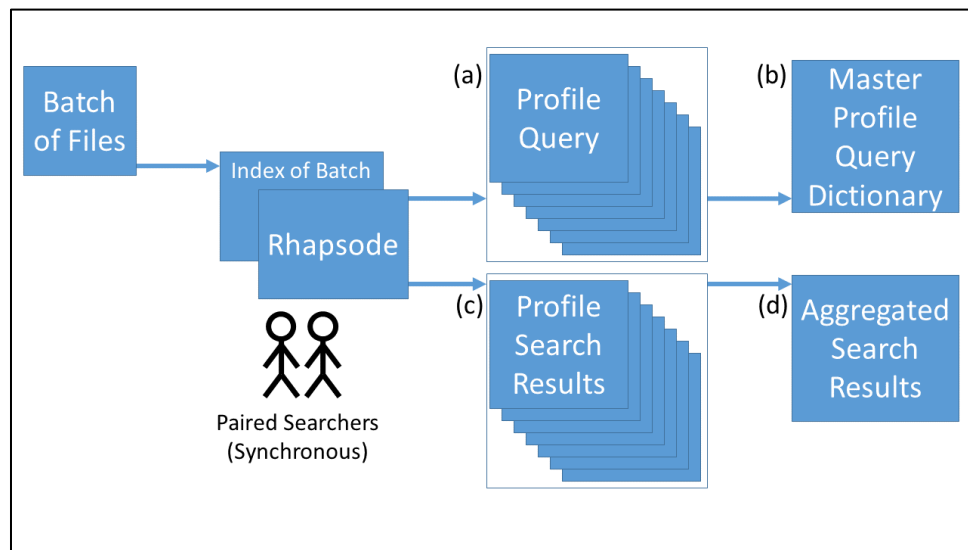 Batch
of Files
Index of Batch
Rhapsode
Paired Searchers
(Synchronous)
(a)
Profile
Query
(b)
Master
Profile
Query
Dictionary
(c)
Profile
Search
Results
(d)
Aggregated
Search
Results